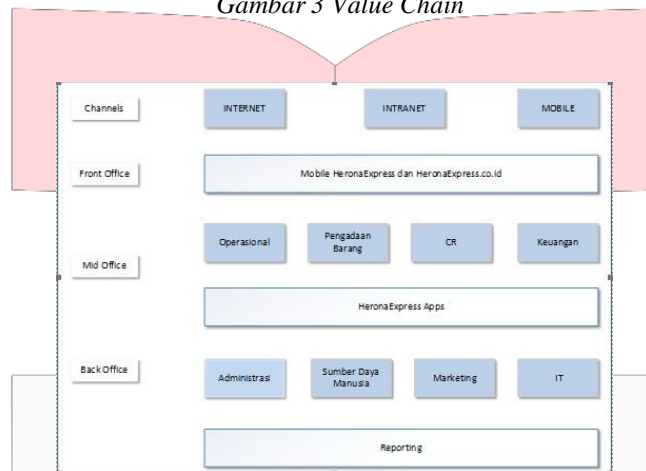 Gambar 3 Value Chain
Channels
INTERNET
INTRANET
MOBILE
Front Office
Mobile HeronaExpress dan HeronaExpress.co.id
Mid Office
Operasional
Pengadaan
Barang
CR
Keuangan
HeronaExpress Apps
Back Office
Administrasi
Sumber Daya
Manusia
Marketing
IT
Reporting